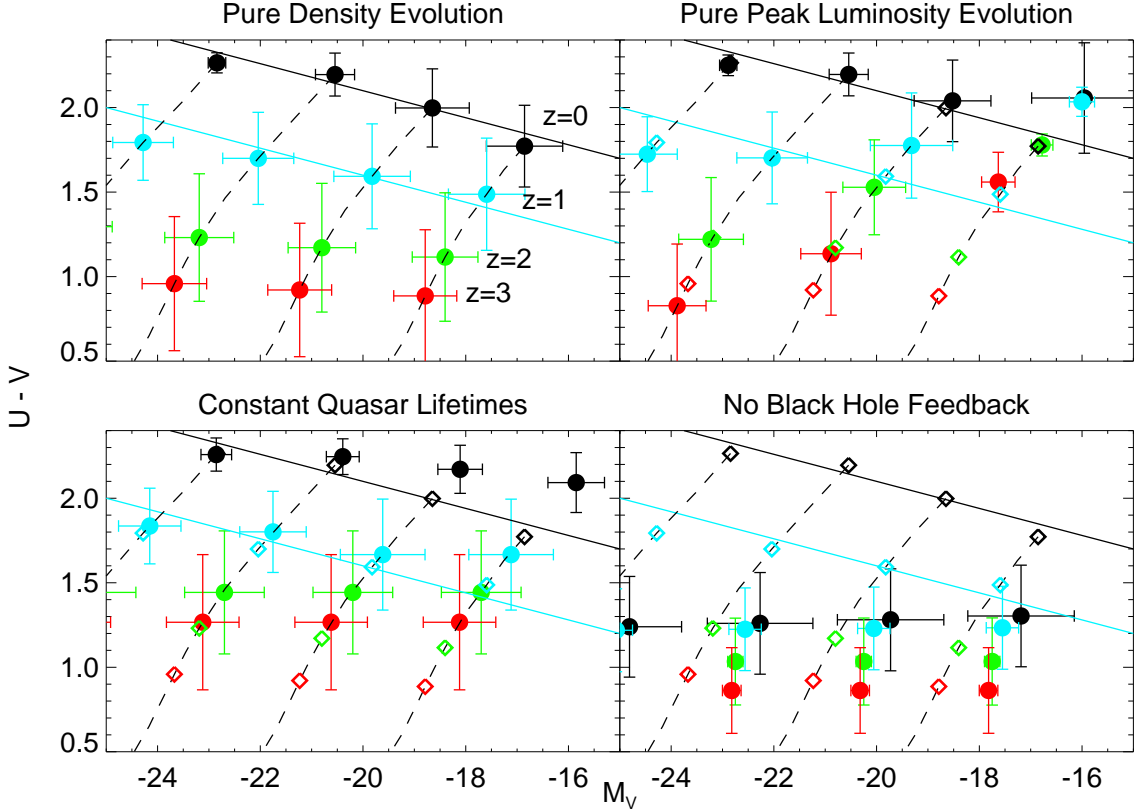 Pure Density Evolution
Pure Peak Luminosity Evolution
2.0
1.5
1.0
0.5
z=0
z=1
z=2
z=3
U - V
Constant Quasar Lifetimes
No Black Hole Feedback
2.0
1.5
1.0
0.5
-24 -22 -20 -18 -16
-24 -22 -20 -18 -16
M_V